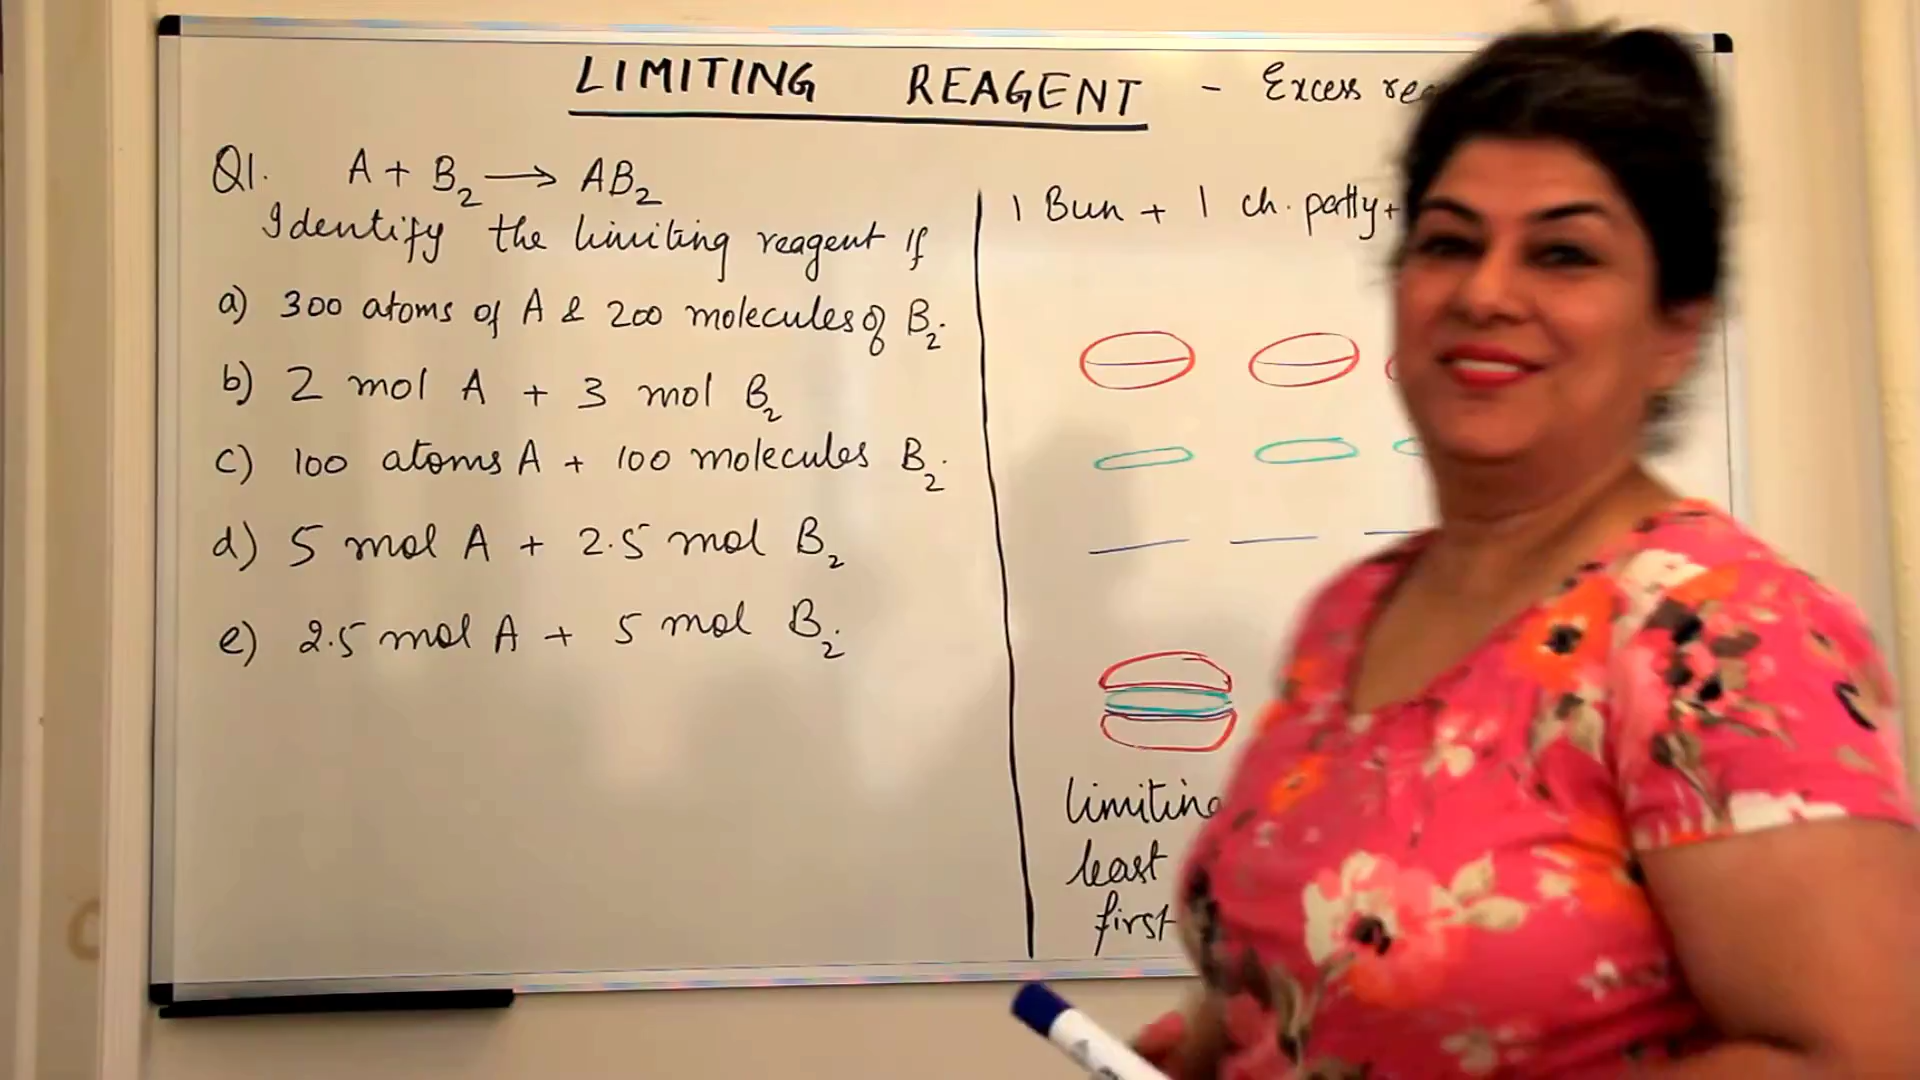 LIMITING REAGENT - Excess
Q1. A + B₂ → AB₂
Identify the limiting reagent if
a) 300 atoms of A & 200 molecules of B₂.
b) 2 mol A + 3 mol B₂
c) 100 atoms A + 100 molecules B₂.
d) 5 mol A + 2.5 mol B₂
e) 2.5 mol A + 5 mol B₂.
1 Bun + 1 ch. patty +
limiting
least
first